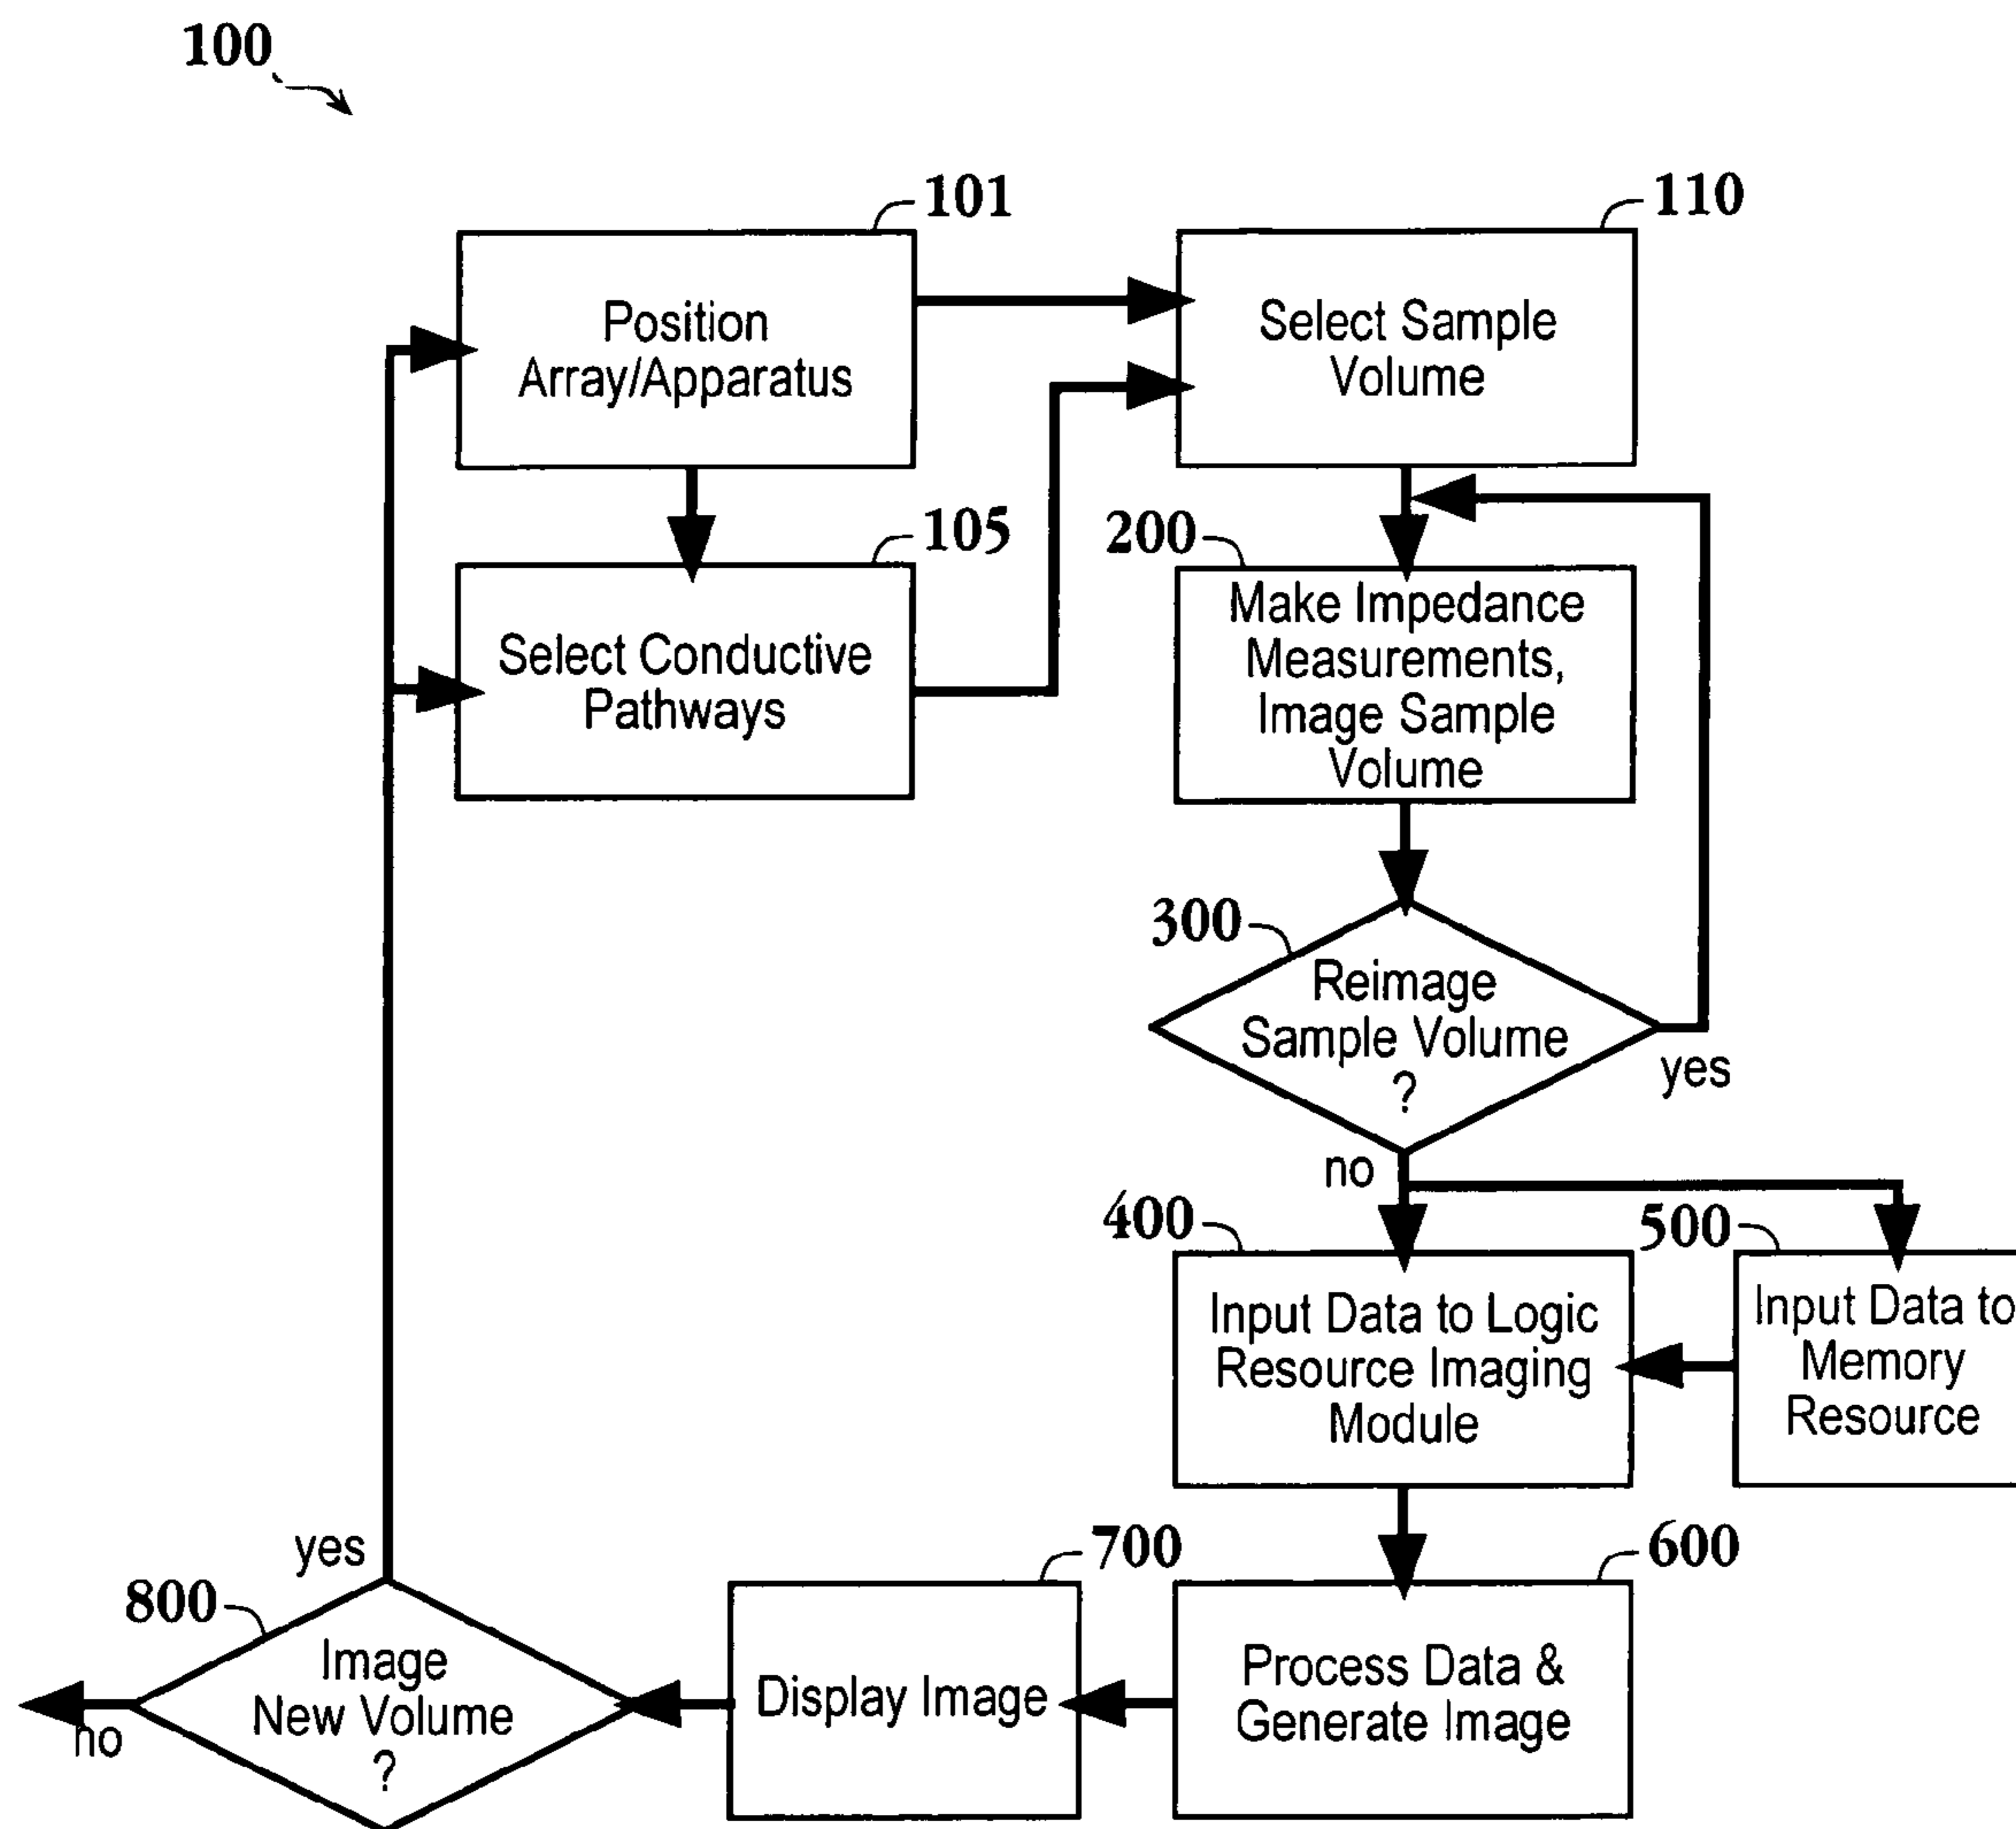 100
101
Position
Array/Apparatus
110
Select Sample
Volume
105
Select Conductive
Pathways
200
Make Impedance
Measurements,
Image Sample
Volume
300
Reimage
Sample Volume
?
yes
no
400
Input Data to Logic
Resource Imaging
Module
500
Input Data to
Memory
Resource
600
Process Data &
Generate Image
700
Display Image
800
Image
New Volume
?
yes
no